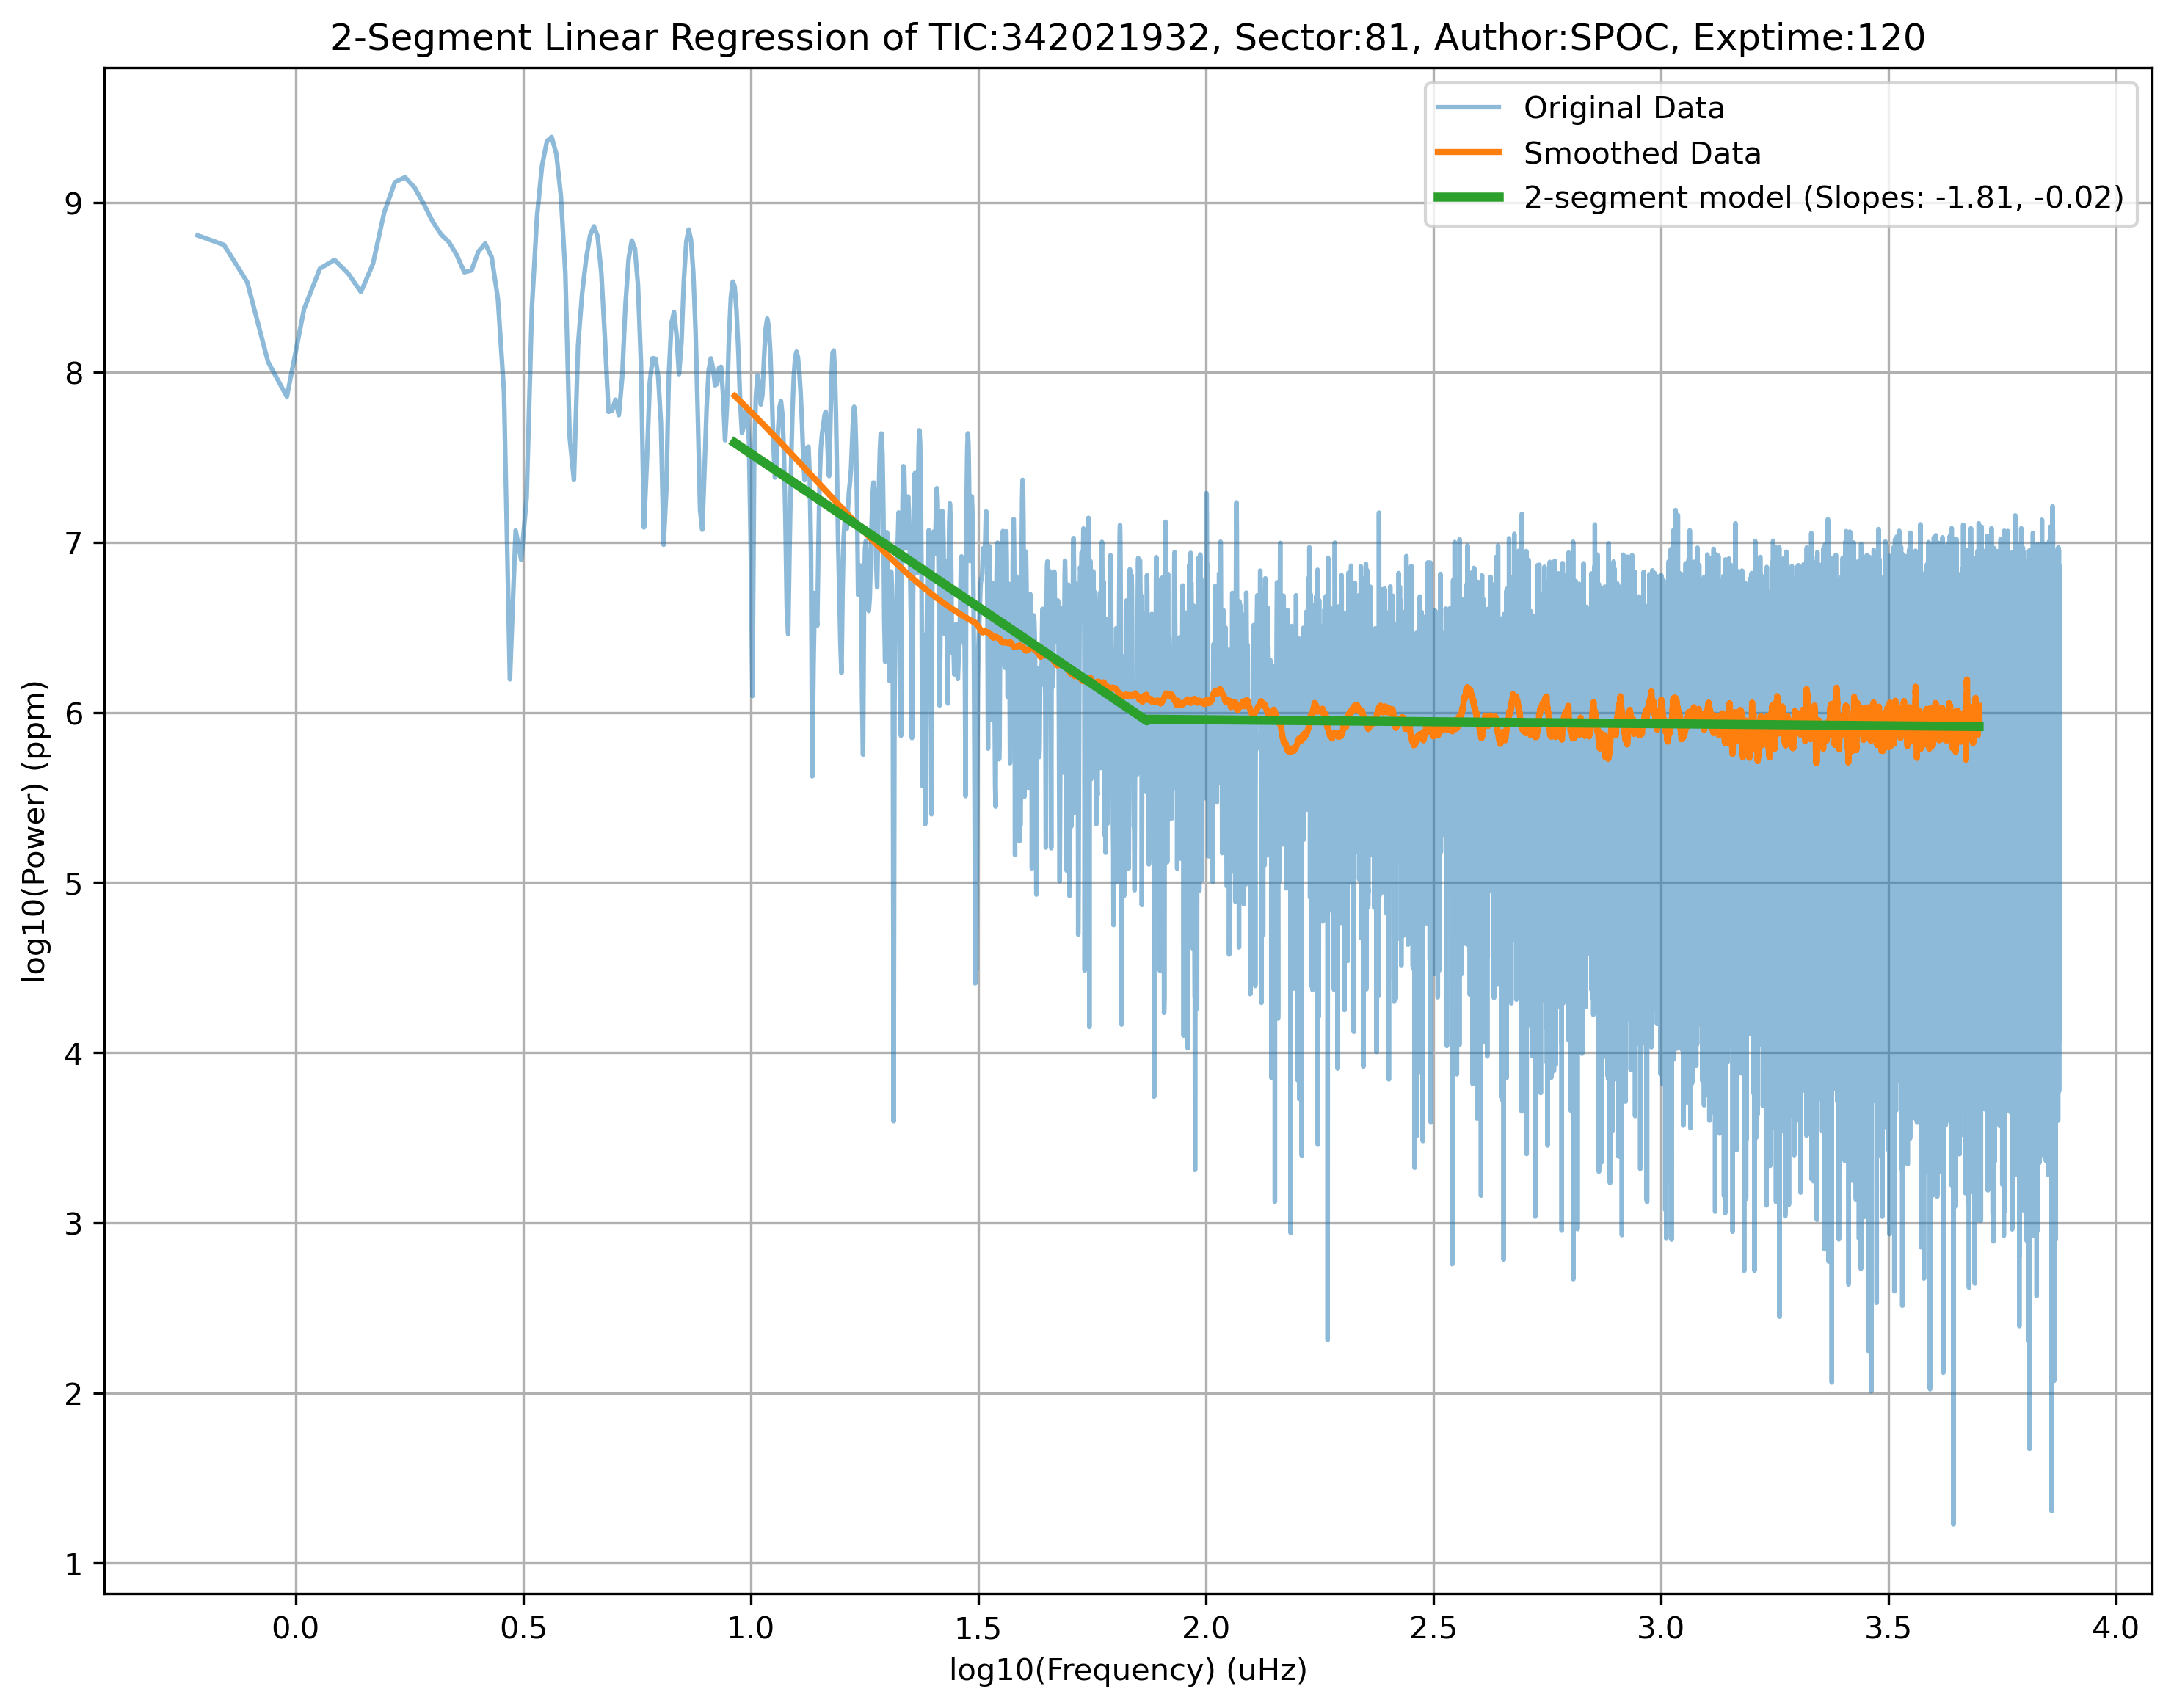 2-Segment Linear Regression of TIC:342021932, Sector:81, Author:SPOC, Exptime:120
Original Data
Smoothed Data
2-segment model (Slopes: -1.81, -0.02)
log10(Power) (ppm)
9
8
7
6
5
4
3
2
1
0.0 0.5 1.0 1.5 2.0 2.5 3.0 3.5 4.0
log10(Frequency) (uHz)